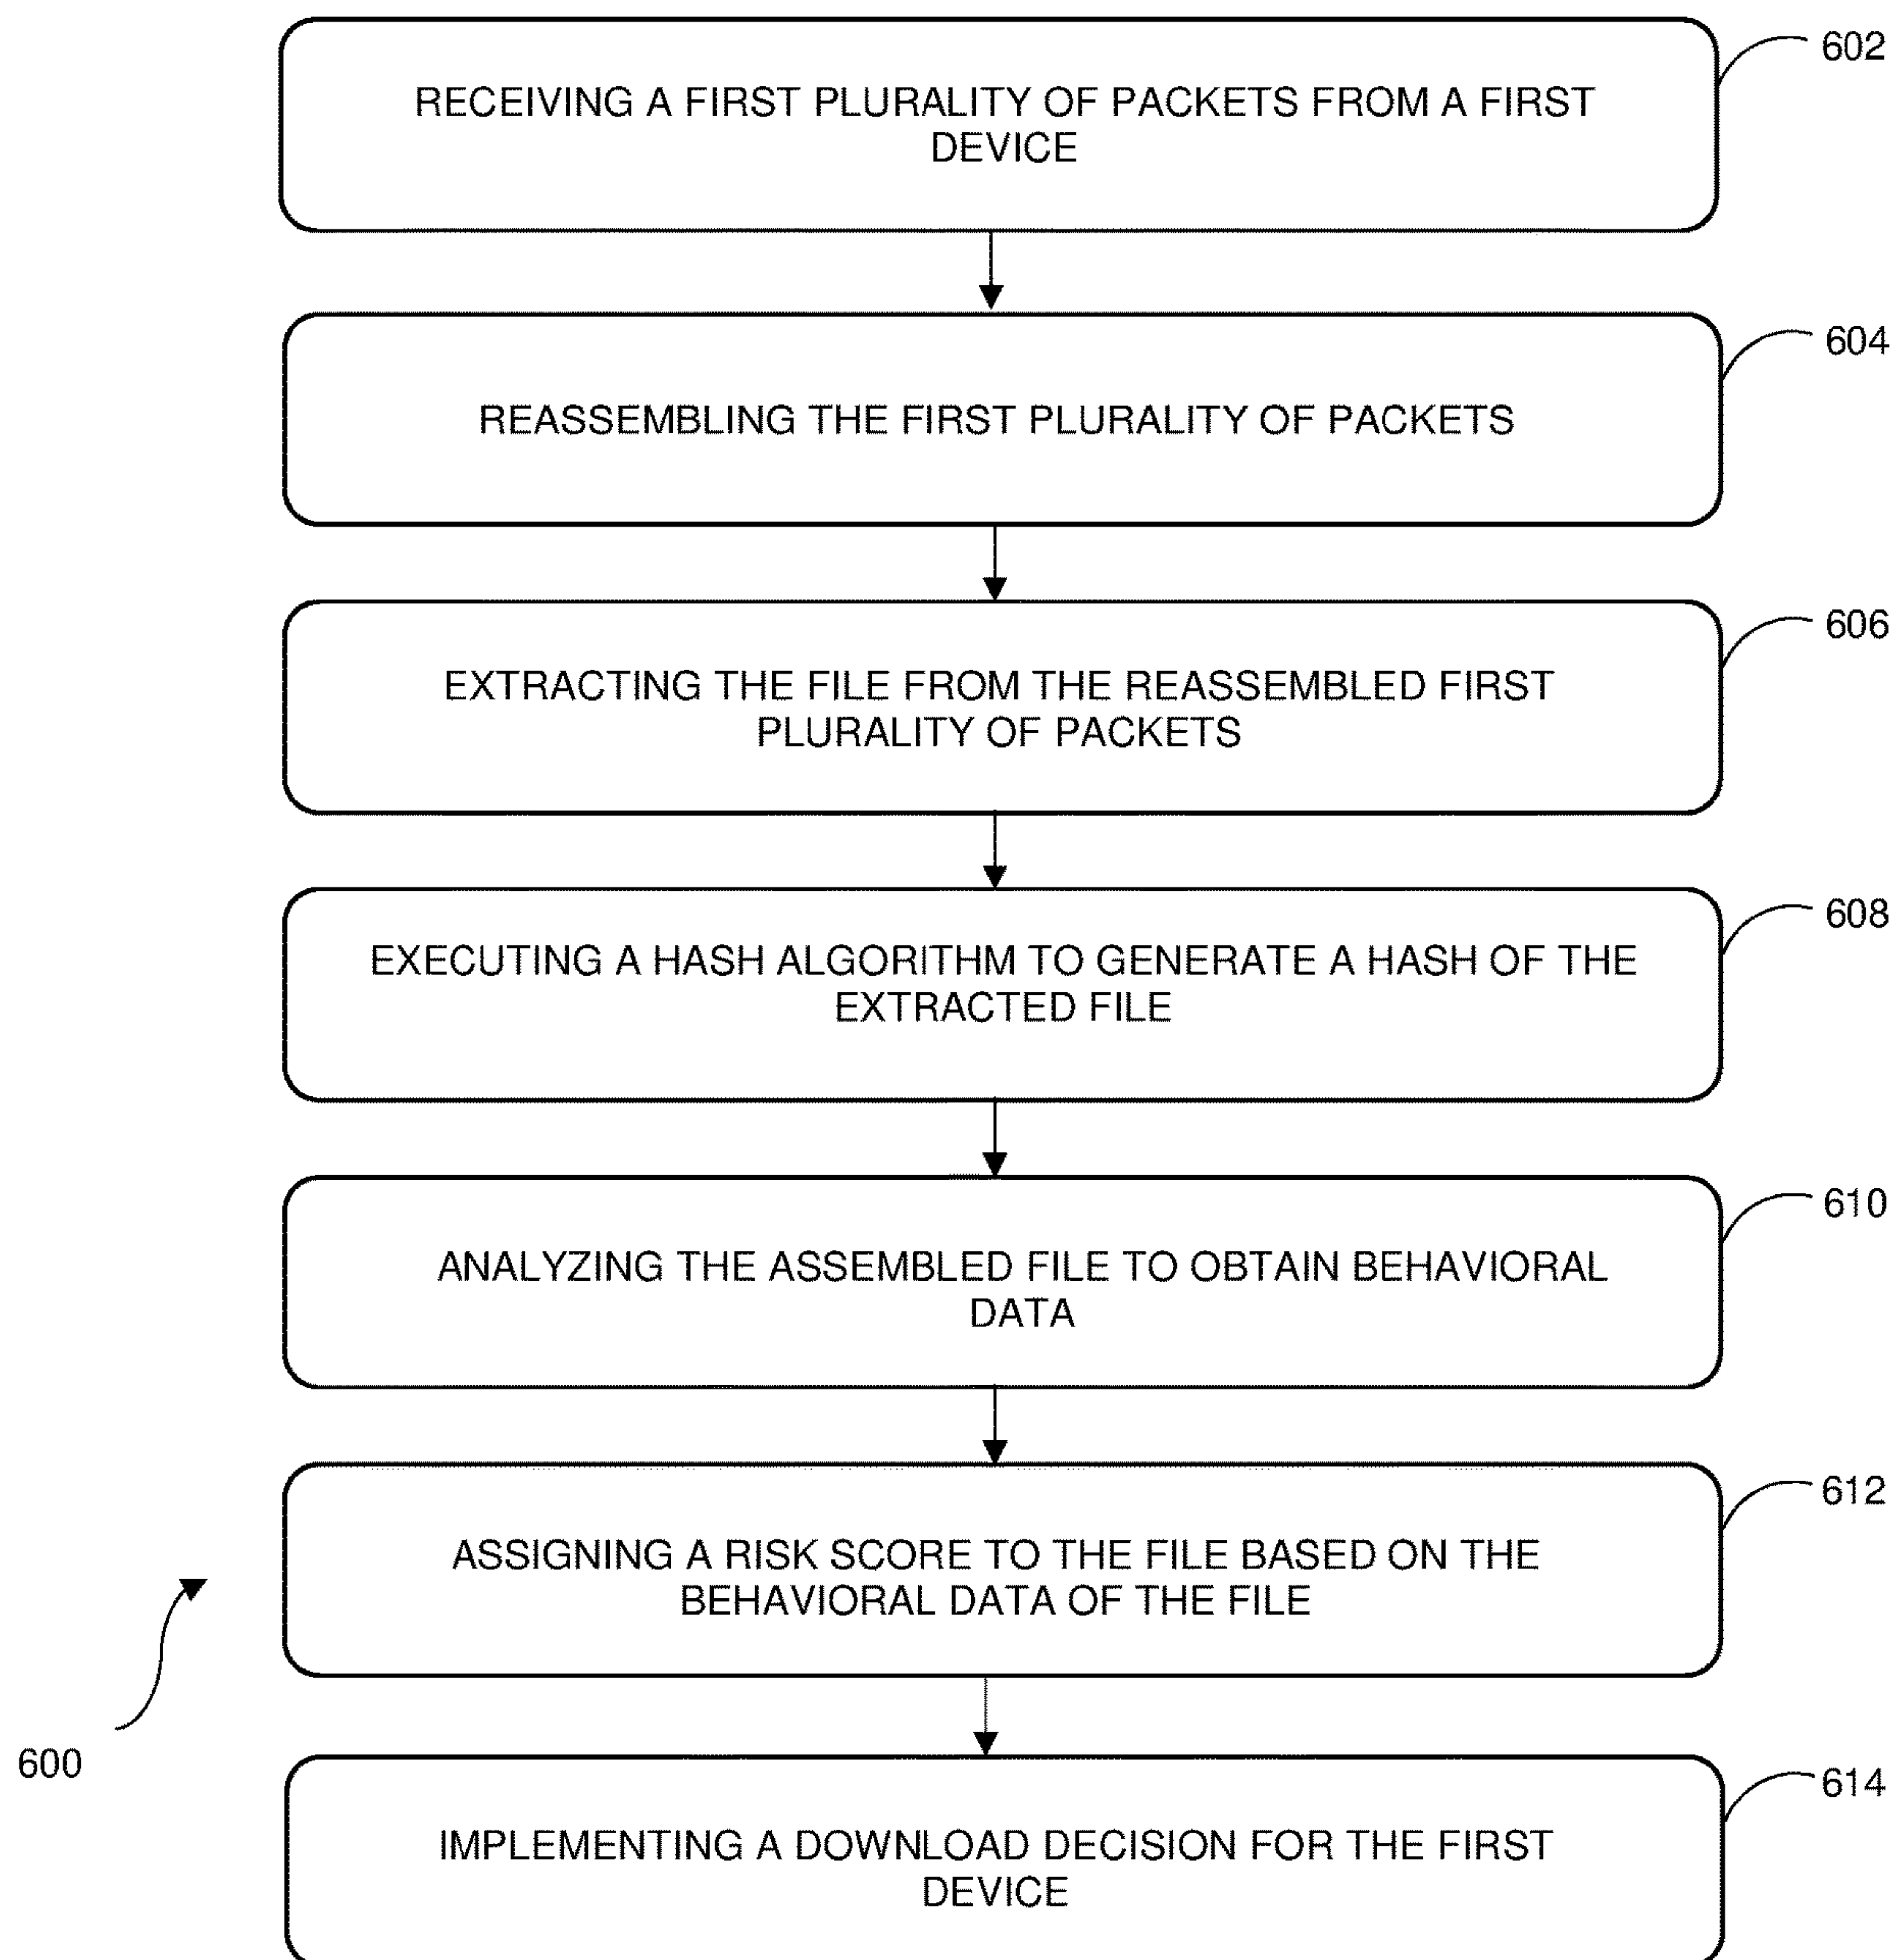 RECEIVING A FIRST PLURALITY OF PACKETS FROM A FIRST
DEVICE
602
REASSEMBLING THE FIRST PLURALITY OF PACKETS
604
EXTRACTING THE FILE FROM THE REASSEMBLED FIRST
PLURALITY OF PACKETS
606
EXECUTING A HASH ALGORITHM TO GENERATE A HASH OF THE
EXTRACTED FILE
608
ANALYZING THE ASSEMBLED FILE TO OBTAIN BEHAVIORAL
DATA
610
ASSIGNING A RISK SCORE TO THE FILE BASED ON THE
BEHAVIORAL DATA OF THE FILE
612
600
IMPLEMENTING A DOWNLOAD DECISION FOR THE FIRST
DEVICE
614